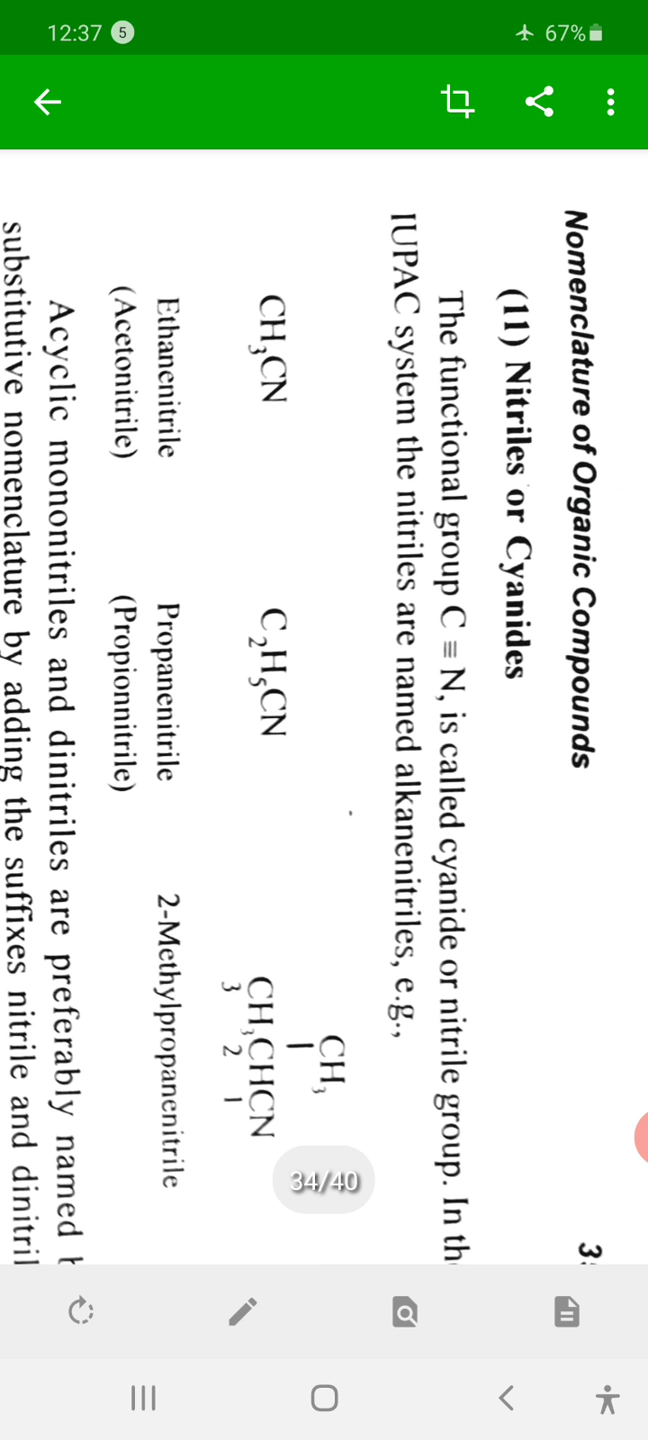 12:37 5 67%
Nomenclature of Organic Compounds
(11) Nitriles or Cyanides
The functional group C ≡ N, is called cyanide or nitrile group. In
IUPAC system the nitriles are named alkanenitriles, e.g.,
CH₃
|
CH₃CN C₂H₅CN CH₃CHCN
3 2 1
Ethanenitrile Propanenitrile 2-Methylpropanenitrile
(Acetonitrile) (Propionnitrile)
Acyclic mononitriles and dinitriles are preferably named
substitutive nomenclature by adding the suffixes nitrile and
34/40